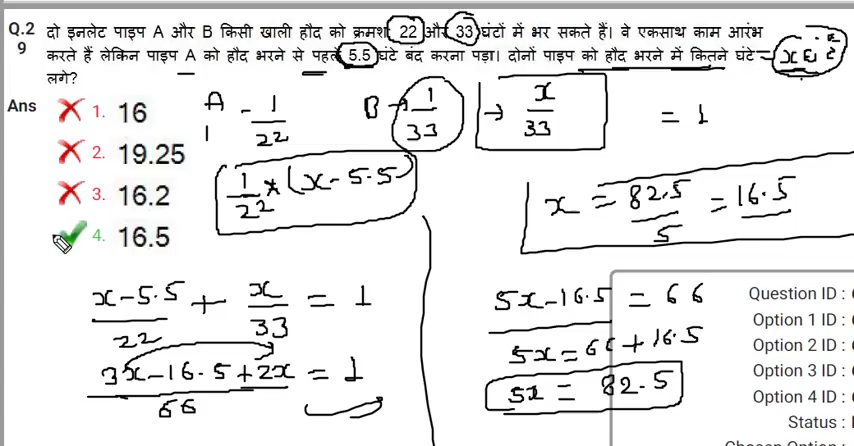 Q.29 दो इनलेट पाइप A और B किसी खाली हौद को क्रमशः 22 और 33 घंटों में भर सकते हैं। वे एकसाथ काम आरंभ
करते हैं लेकिन पाइप A को हौद भरने से पहले 5.5 घंटे बंद करना पड़ा। दोनों पाइप को हौद भरने में कितने घंटे
लगे?
Ans
1. 16
2. 19.25
3. 16.2
4. 16.5
A - 1/22
B → 1/33 → x/33 = 1
1/22 * (x - 5.5)
x = 82.5/5 = 16.5
(x - 5.5)/22 + x/33 = 1
(3x - 16.5 + 2x)/66 = 1
5x - 16.5 = 66
5x = 66 + 16.5
5x = 82.5
Question ID :
Option 1 ID :
Option 2 ID :
Option 3 ID :
Option 4 ID :
Status :